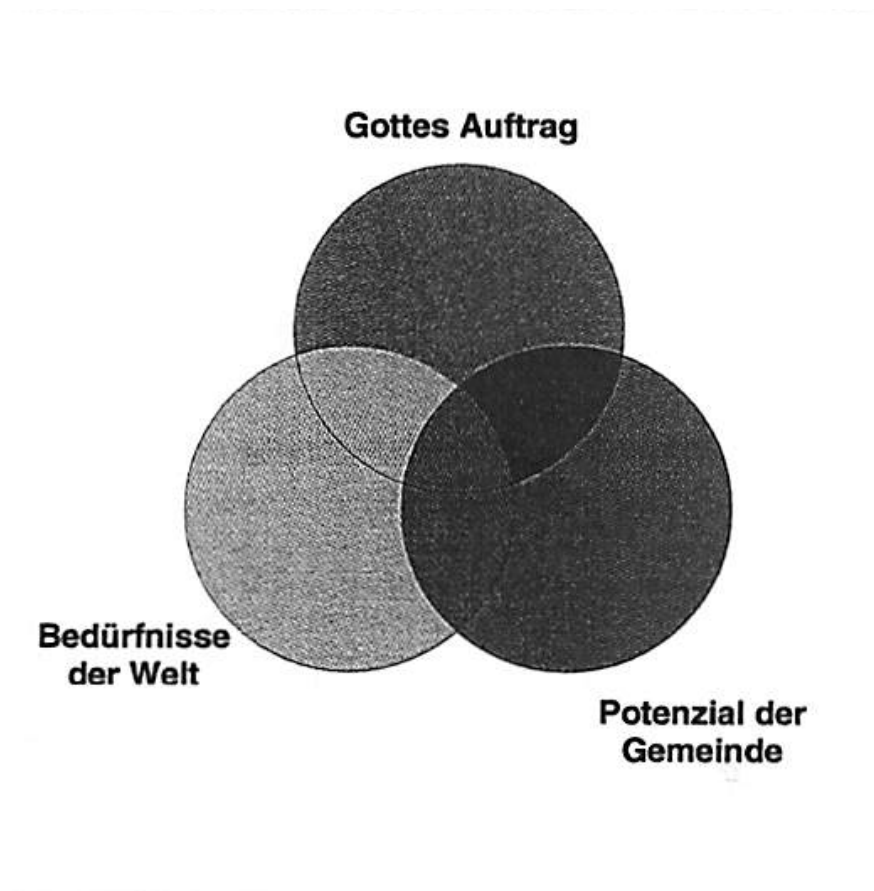 Gottes Auftrag
Bedürfnisse
der Welt
Potenzial der
Gemeinde